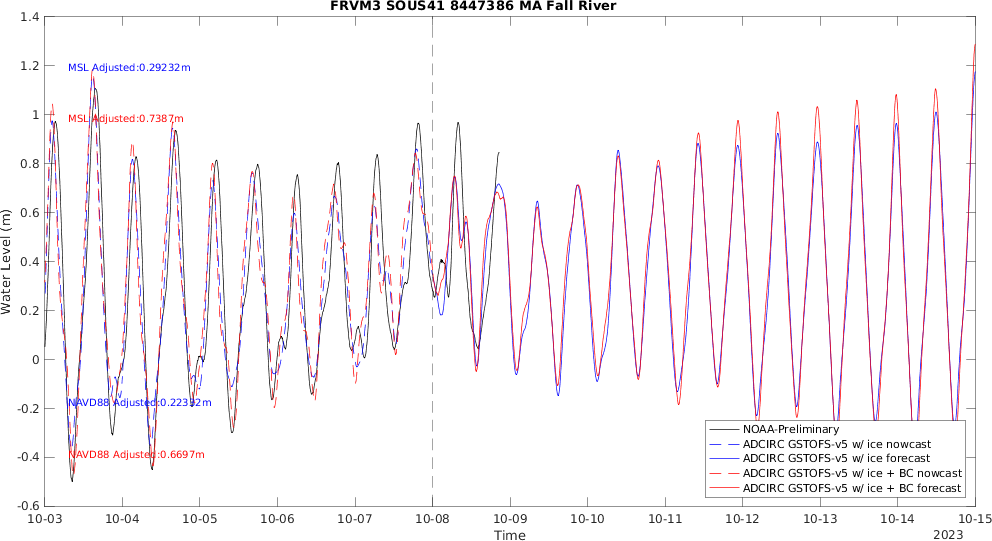 FRVM3 SOUS41 8447386 MA Fall River
1.4
1.2
1
0.8
0.6
0.4
0.2
0
-0.2
-0.4
-0.6
Water Level (m)
MSL Adjusted:0.29232m
MSL Adjusted:0.7387m
NAVD88 Adjusted:0.22332m
NAVD88 Adjusted:0.6697m
NOAA-Preliminary
ADCIRC GSTOFS-v5 w/ ice nowcast
ADCIRC GSTOFS-v5 w/ ice forecast
ADCIRC GSTOFS-v5 w/ ice + BC nowcast
ADCIRC GSTOFS-v5 w/ ice + BC forecast
10-03 10-04 10-05 10-06 10-07 10-08 10-09 10-10 10-11 10-12 10-13 10-14 10-15
Time
2023